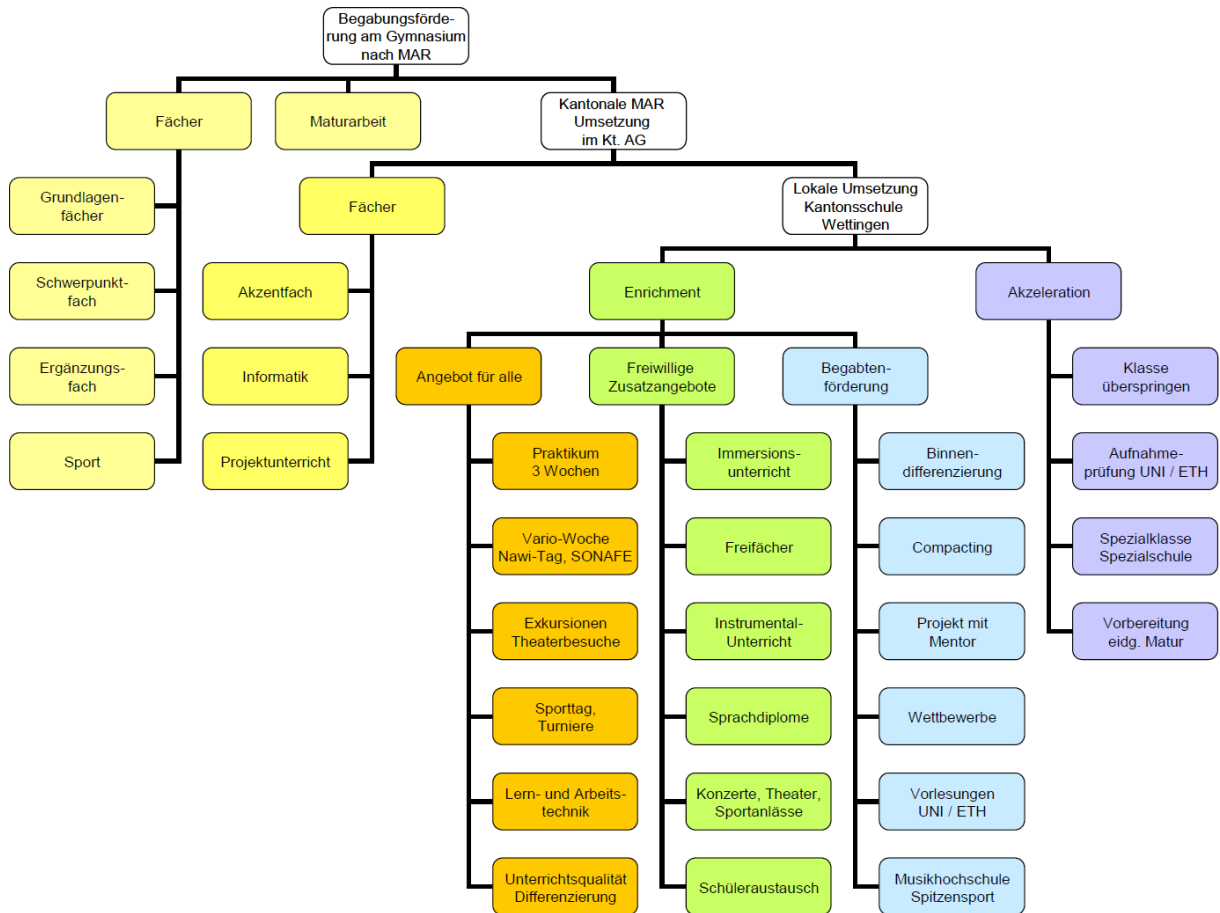 Begabungsförde-
rung am Gymnasium
nach MAR
Fächer
Maturarbeit
Kantonale MAR
Umsetzung
im Kt. AG
Grundlagen-
fächer
Fächer
Lokale Umsetzung
Kantonsschule
Wettingen
Schwerpunkt-
fach
Akzentfach
Enrichment
Akzeleration
Ergänzungs-
fach
Informatik
Angebot für alle
Freiwillige
Zusatzangebote
Begabten-
förderung
Klasse
überspringen
Sport
Projektunterricht
Praktikum
3 Wochen
Immersions-
unterricht
Binnen-
differenzierung
Aufnahme-
prüfung UNI / ETH
Vario-Woche
Nawi-Tag, SONAFE
Freifächer
Compacting
Spezialklasse
Spezialschule
Exkursionen
Theaterbesuche
Instrumental-
Unterricht
Projekt mit
Mentor
Vorbereitung
eidg. Matur
Sporttag,
Turniere
Sprachdiplome
Wettbewerbe
Lern- und Arbeits-
technik
Konzerte, Theater,
Sportanlässe
Vorlesungen
UNI / ETH
Unterrichtsqualität
Differenzierung
Schüleraustausch
Musikhochschule
Spitzensport